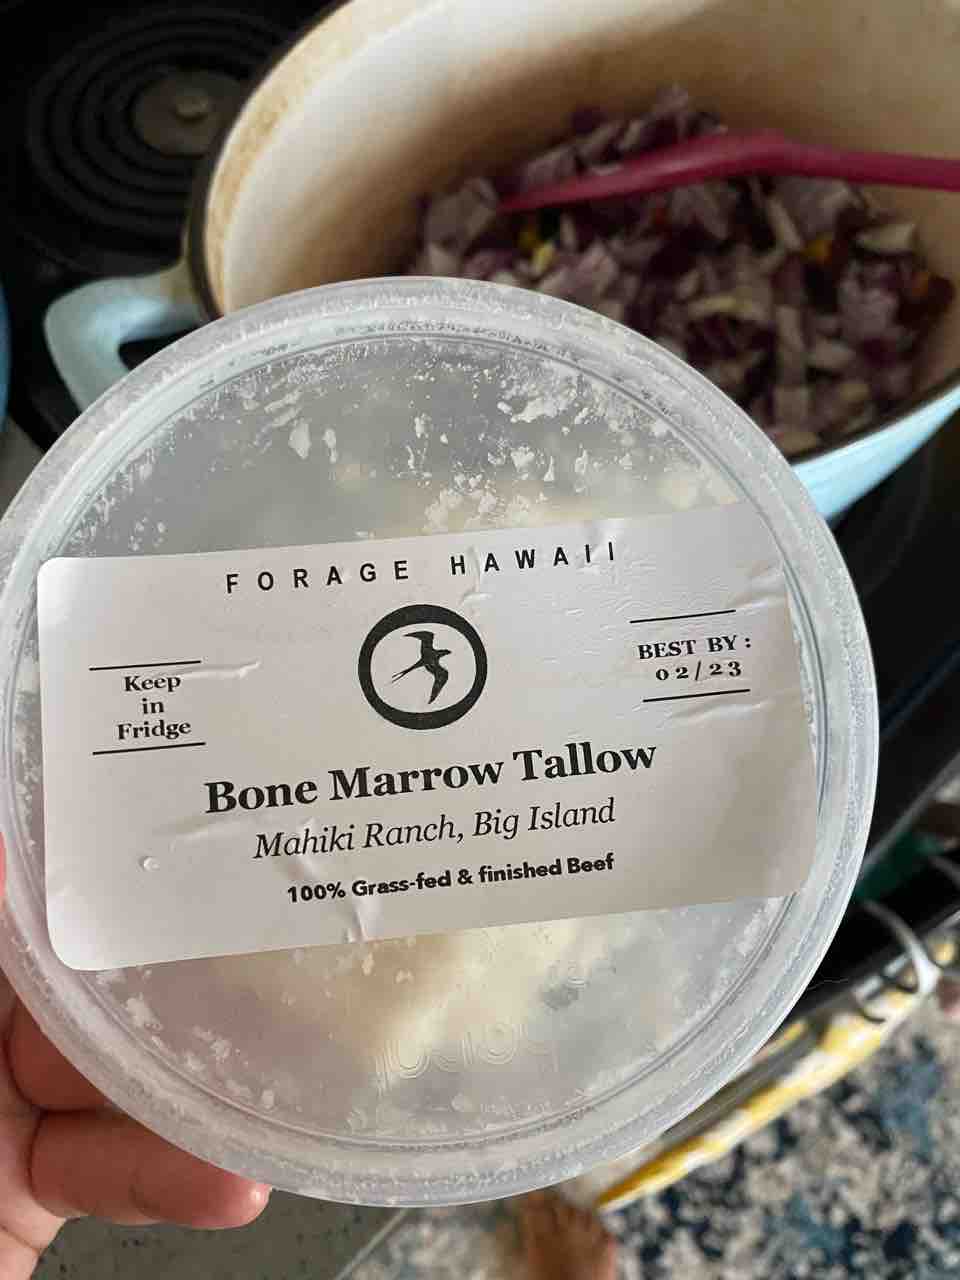 FORAGE HAWAII
Keep
in
Fridge
BEST BY:
02/23
Bone Marrow Tallow
Mahiki Ranch, Big Island
100% Grass-fed & finished Beef